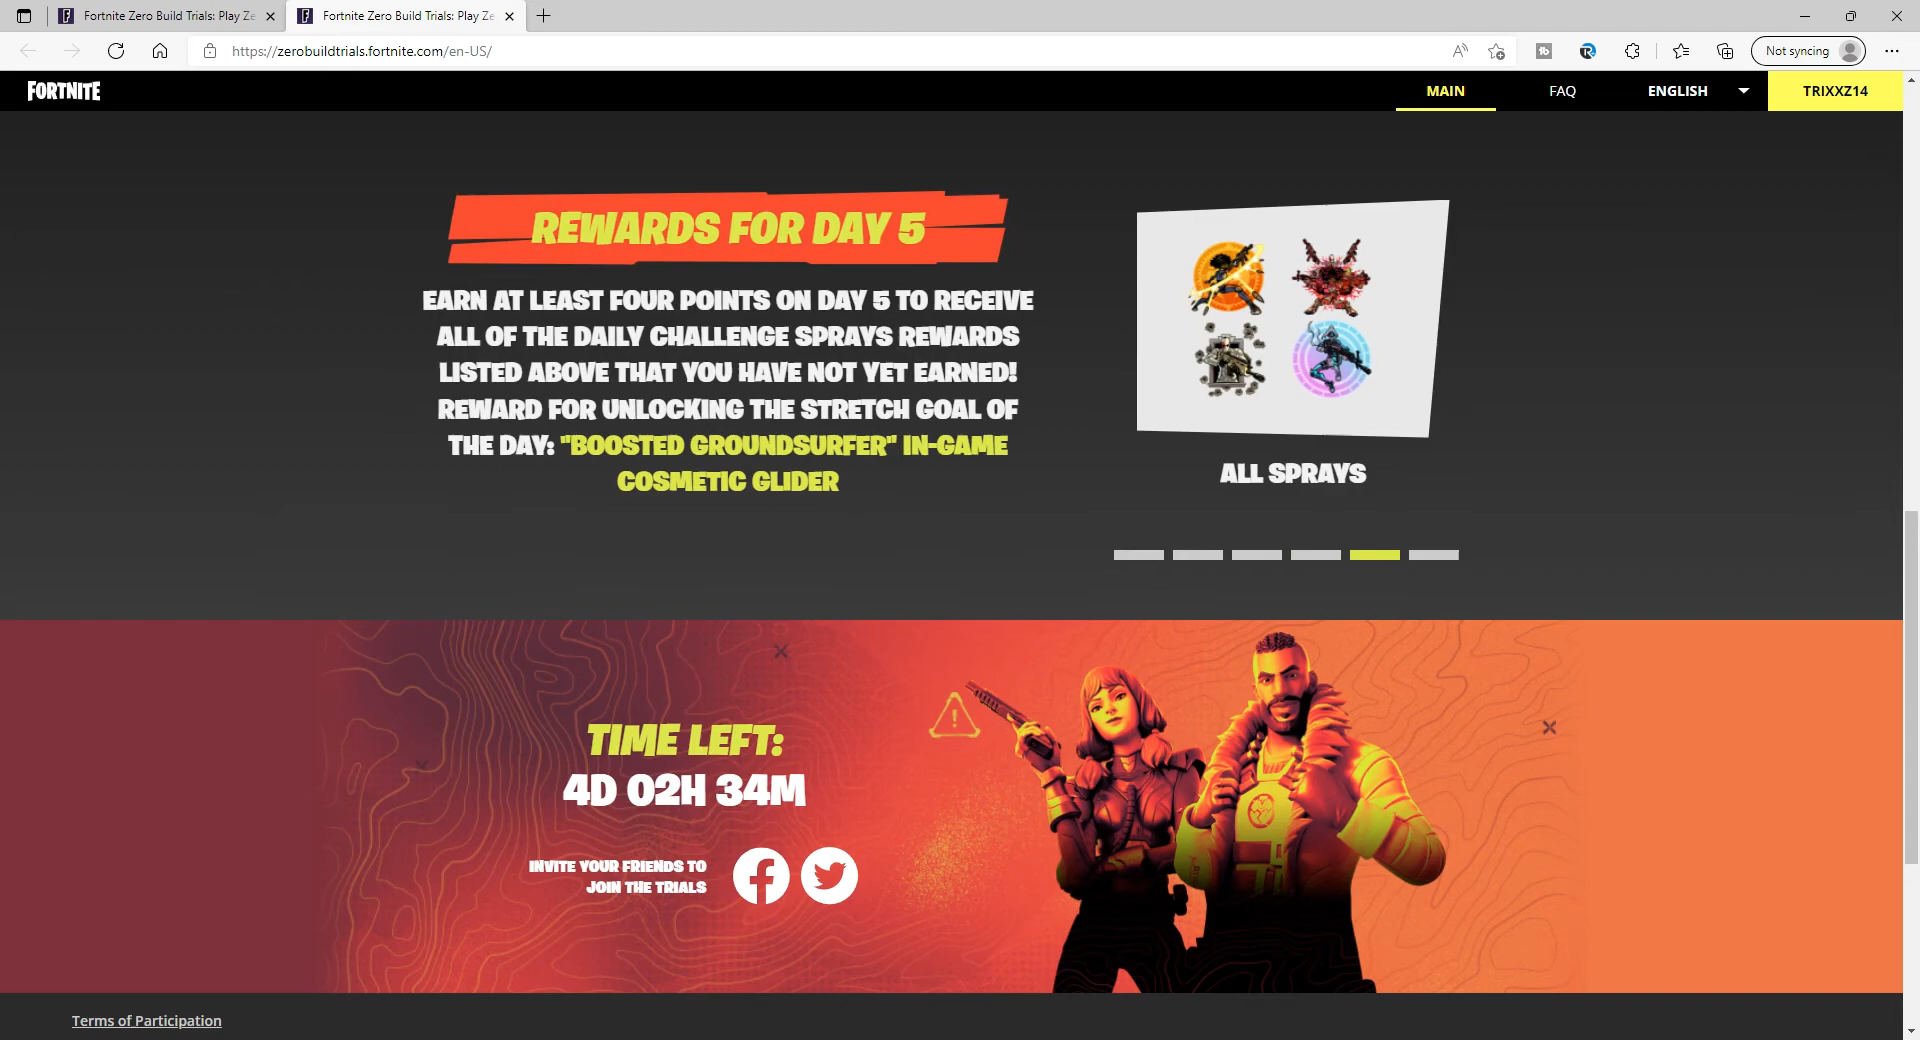 Fortnite Zero Build Trials: Play Ze
Fortnite Zero Build Trials: Play Ze
https://zerobuildtrials.fortnite.com/en-US/
Not syncing
FORTNITE
MAIN
FAQ
ENGLISH
TRIXXZ14
REWARDS FOR DAY 5
EARN AT LEAST FOUR POINTS ON DAY 5 TO RECEIVE
ALL OF THE DAILY CHALLENGE SPRAYS REWARDS
LISTED ABOVE THAT YOU HAVE NOT YET EARNED!
REWARD FOR UNLOCKING THE STRETCH GOAL OF
THE DAY: "BOOSTED GROUNDSURFER" IN-GAME
COSMETIC GLIDER
ALL SPRAYS
TIME LEFT:
4D 02H 34M
INVITE YOUR FRIENDS TO
JOIN THE TRIALS
Terms of Participation